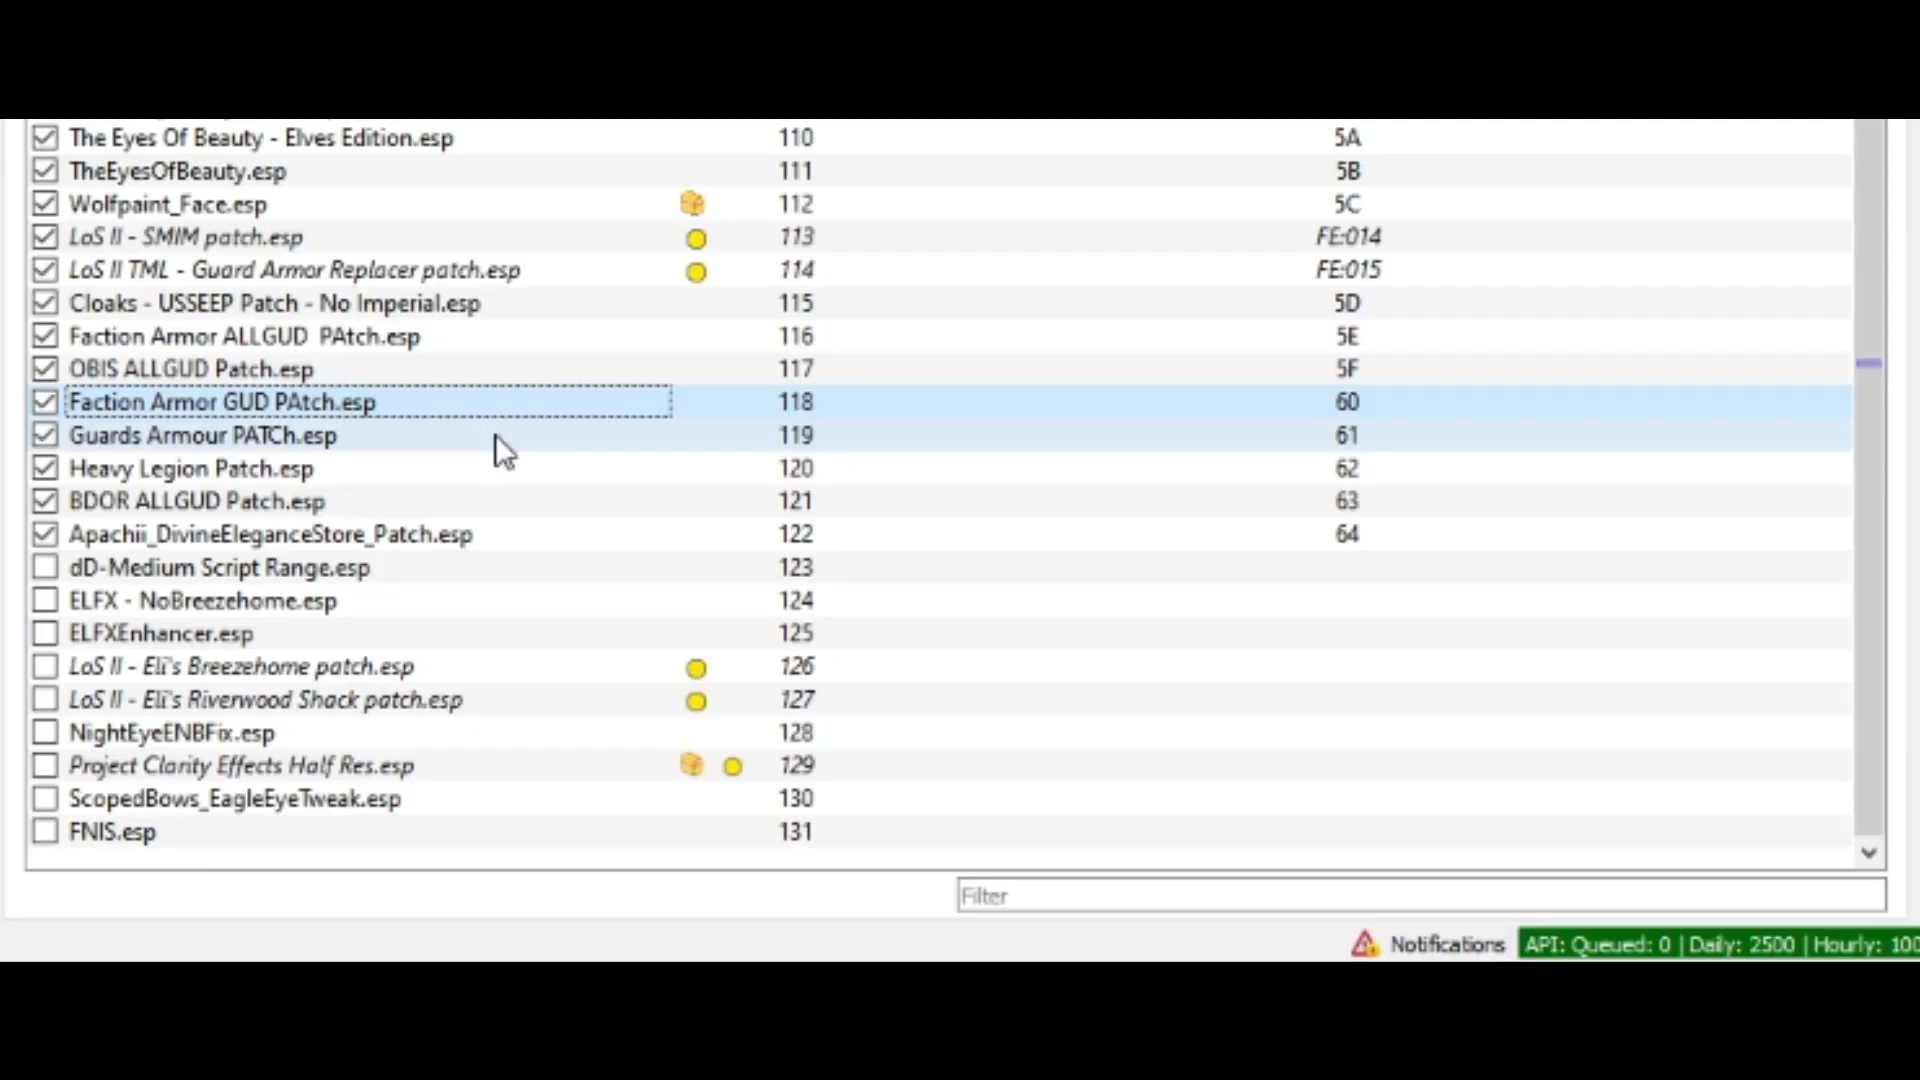 The Eyes Of Beauty - Elves Edition.esp 110 5A
TheEyesOfBeauty.esp 111 5B
Wolfpaint_Face.esp 112 5C
LoS II - SMIM patch.esp 113 FE:014
LoS II TML - Guard Armor Replacer patch.esp 114 FE:015
Cloaks - USSEEP Patch - No Imperial.esp 115 5D
Faction Armor ALLGUD  PAtch.esp 116 5E
OBIS ALLGUD Patch.esp 117 5F
Faction Armor GUD PAtch.esp 118 60
Guards Armour PATCh.esp 119 61
Heavy Legion Patch.esp 120 62
BDOR ALLGUD Patch.esp 121 63
Apachii_DivineEleganceStore_Patch.esp 122 64
dD-Medium Script Range.esp 123
ELFX - NoBreezehome.esp 124
ELFXEnhancer.esp 125
LoS II - Eli's Breezehome patch.esp 126
LoS II - Eli's Riverwood Shack patch.esp 127
NightEyeENBFix.esp 128
Project Clarity Effects Half Res.esp 129
ScopedBows_EagleEyeTweak.esp 130
FNIS.esp 131
Filter
Notifications API: Queued: 0 | Daily: 2500 | Hourly: 100